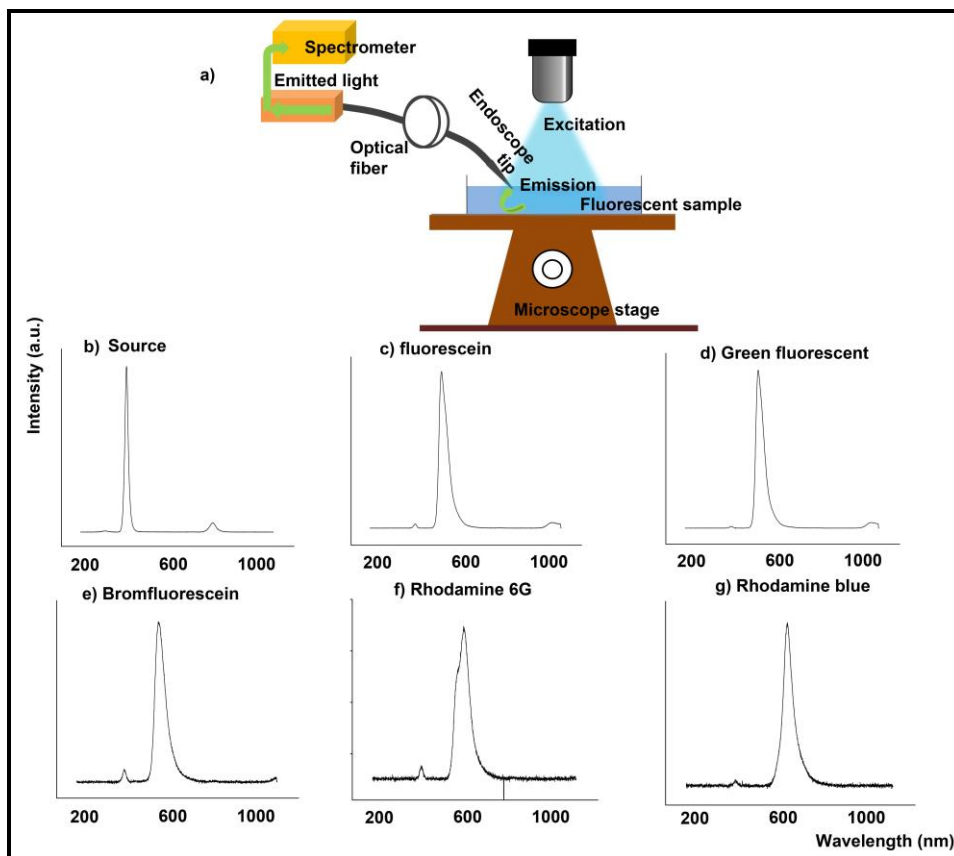 a)
Spectrometer
Emitted light
Optical
fiber
Endoscope
tip
Excitation
Emission
Fluorescent sample
Microscope stage
Intensity (a.u.)
b) Source
200 600 1000
c) fluorescein
200 600 1000
d) Green fluorescent
200 600 1000
e) Bromfluorescein
200 600 1000
f) Rhodamine 6G
200 600 1000
g) Rhodamine blue
200 600 1000
Wavelength (nm)